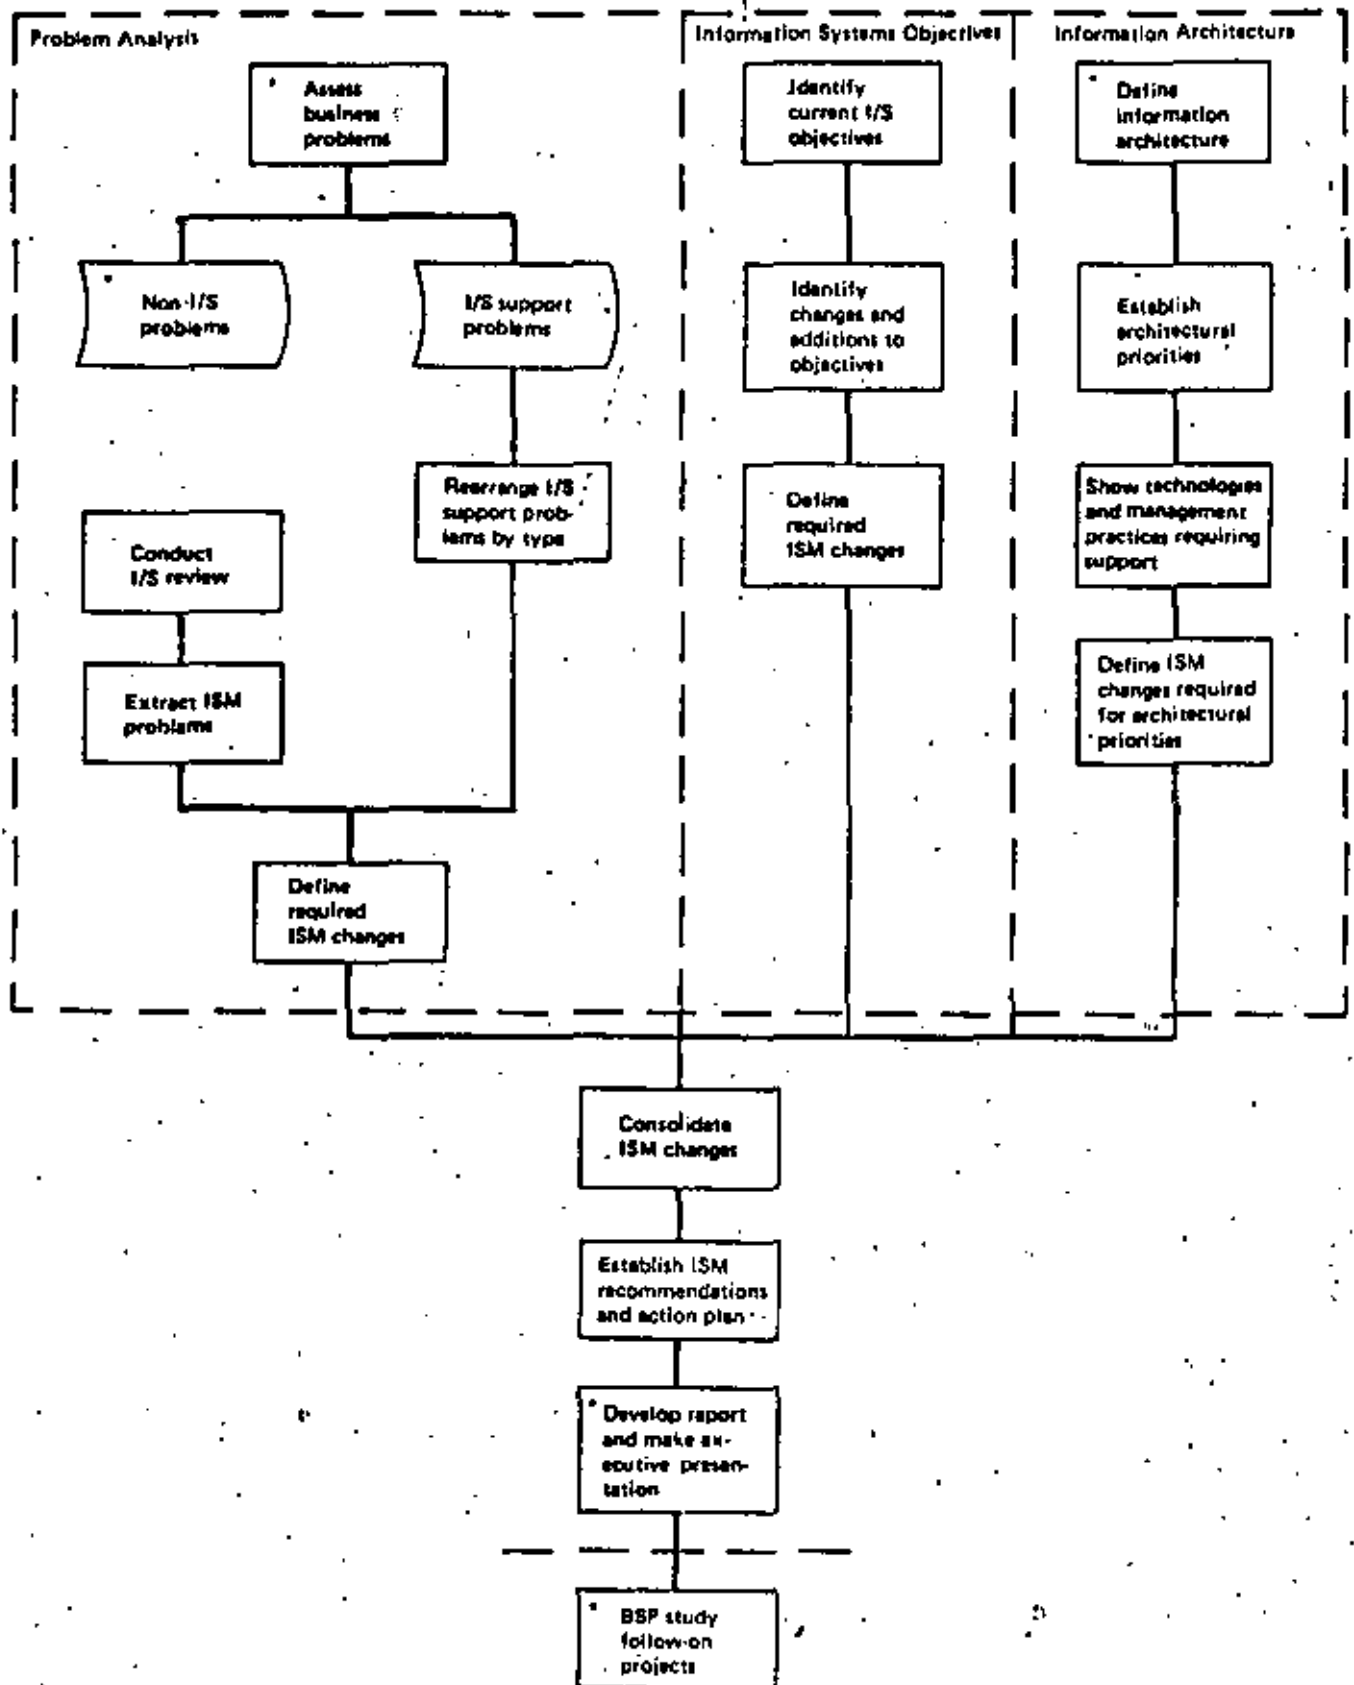 Problem Analysis
* Assess
business
problems
* Non-I/S
problems
I/S support
problems
Rearrange I/S
support prob-
lems by type
Conduct
I/S review
Extract ISM
problems
Define
required
ISM changes
Information Systems Objectives
Identify
current I/S
objectives
Identify
changes and
additions to
objectives
Define
required
ISM changes
Information Architecture
* Define
information
architecture
Establish
architectural
priorities
Show technologies
and management
practices requiring
support
Define ISM
changes required
for architectural
priorities
Consolidate
ISM changes
Establish ISM
recommendations
and action plan
* Develop report
and make ex-
ecutive presen-
tation
* BSP study
follow-on
projects